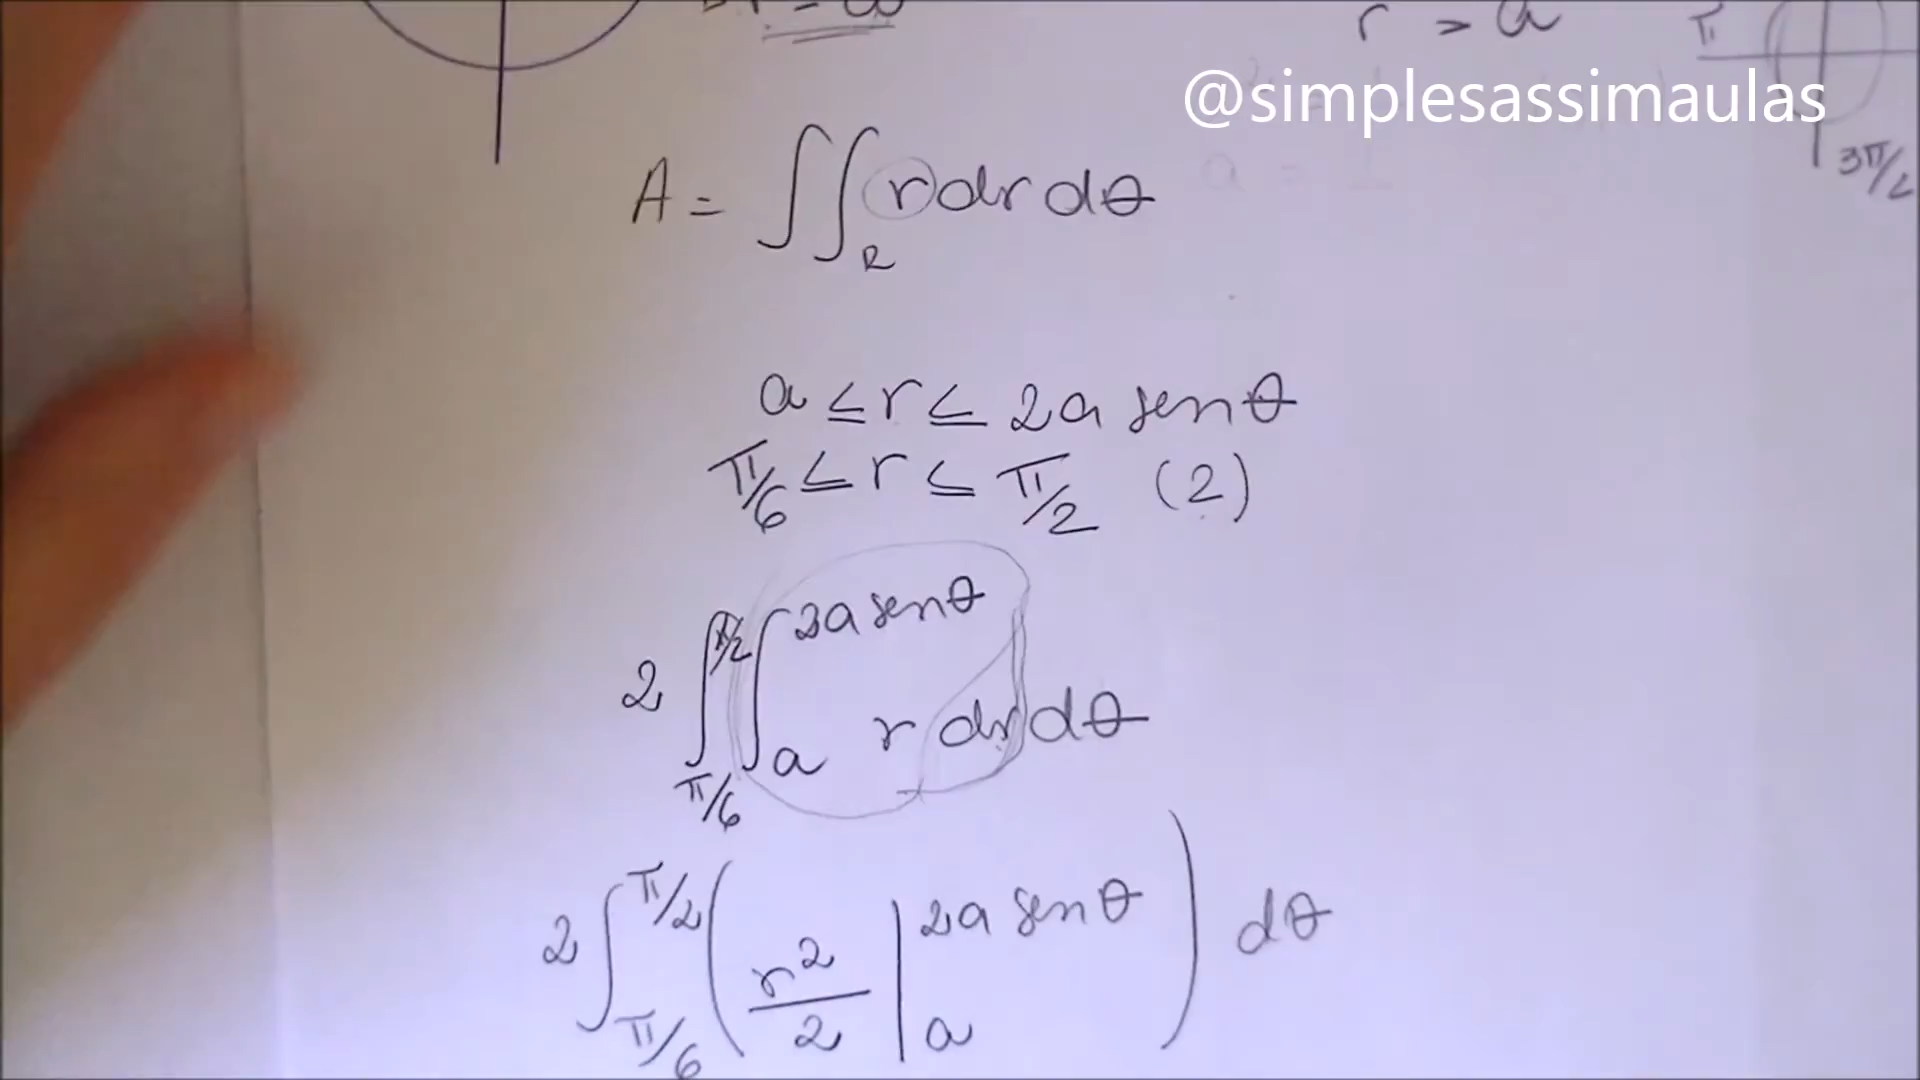 r > a
π
@simplesassimaulas
3π/2
A = ∫∫_R r dr dθ
a = 1
a ≤ r ≤ 2a sen θ
π/6 ≤ r ≤ π/2 (2)
2 ∫_{π/6}^{π/2} ∫_a^{2a sen θ} r dr dθ
2 ∫_{π/6}^{π/2} ( r²/2 |_a^{2a sen θ} ) dθ